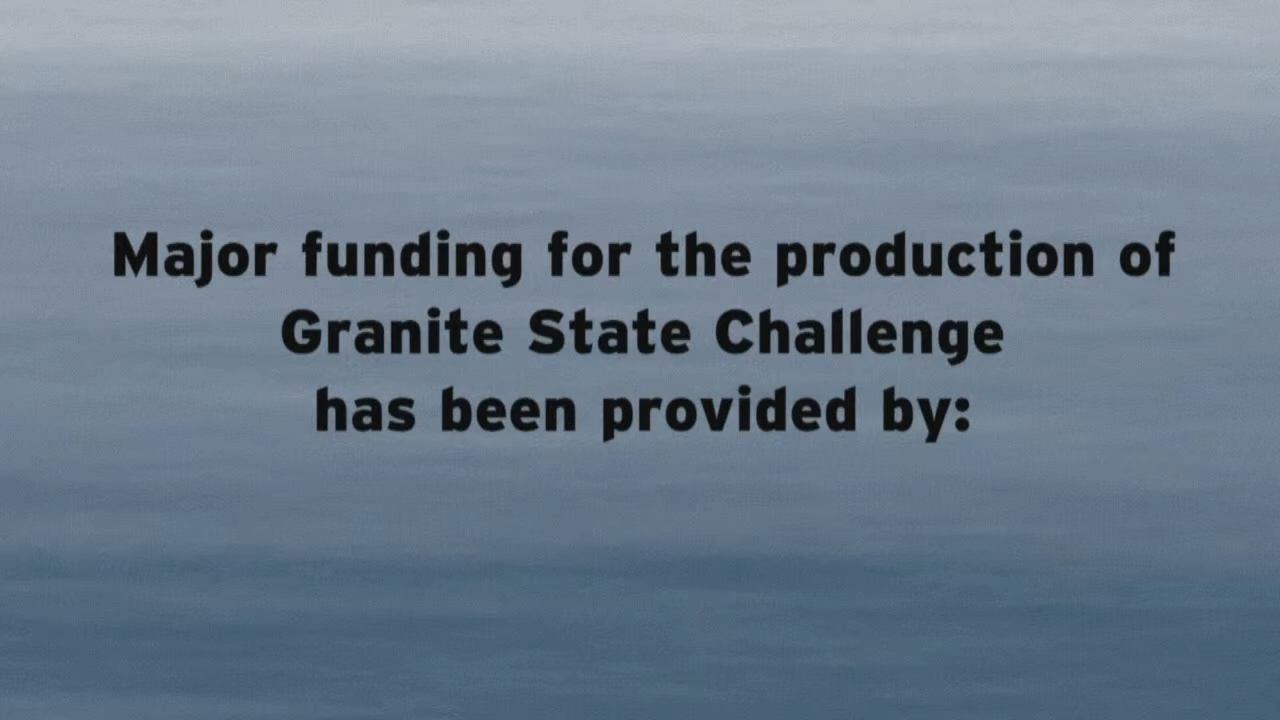 Major funding for the production of
Granite State Challenge
has been provided by: